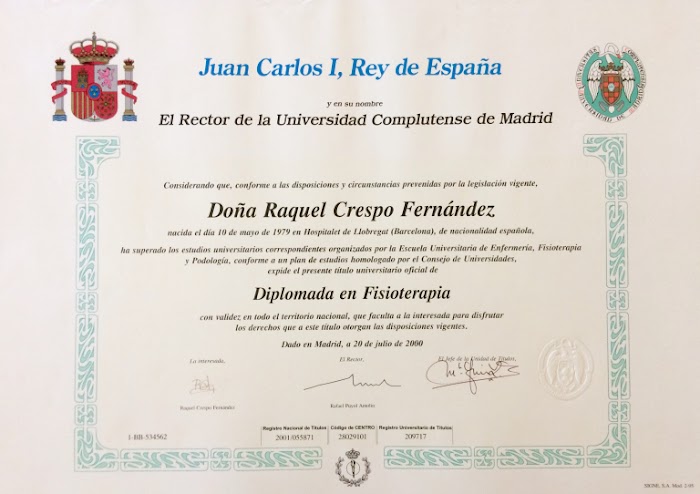 Juan Carlos I, Rey de España
y en su nombre
El Rector de la Universidad Complutense de Madrid
Considerando que, conforme a las disposiciones y circunstancias prevenidas por la legislación vigente,
Doña Raquel Crespo Fernández
nacida el día 10 de mayo de 1979 en Hospitalet de Llobregat (Barcelona), de nacionalidad española,
ha superado los estudios universitarios correspondientes organizados por la Escuela Universitaria de Enfermería, Fisioterapia
y Podología, conforme a un plan de estudios homologado por el Consejo de Universidades,
expide el presente título universitario oficial de
Diplomada en Fisioterapia
con validez en todo el territorio nacional, que faculta a la interesada para disfrutar
los derechos que a este título otorgan las disposiciones vigentes.
Dado en Madrid, a 20 de julio de 2000
La interesada, El Rector, El Jefe de la Unidad de Títulos,
Raquel Crespo Fernández Rafael Puyol Antolín
Registro Nacional de Títulos Código de CENTRO Registro Universitario de Títulos
1-BB-534562 2001/055871 28029101 209717
SIGNE, S.A. Mod. 2-93